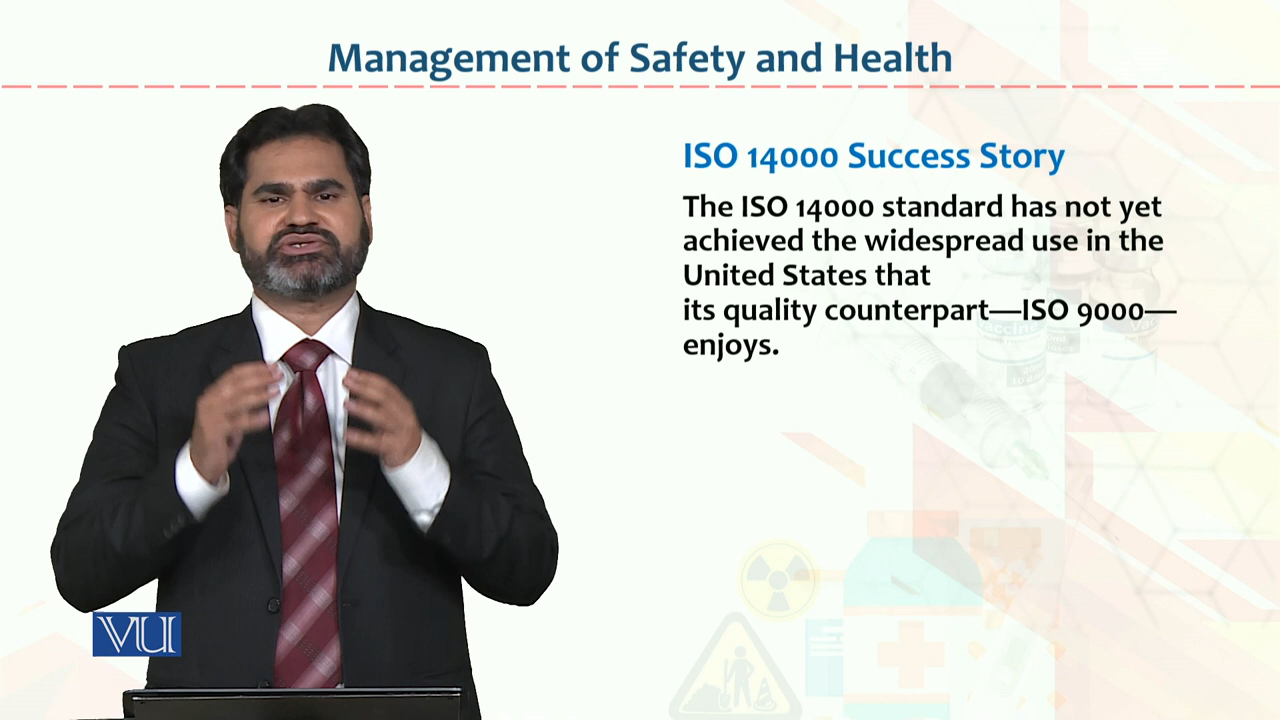 Management of Safety and Health
ISO 14000 Success Story
The ISO 14000 standard has not yet
achieved the widespread use in the
United States that
its quality counterpart—ISO 9000—
enjoys.
Vaccine
VU